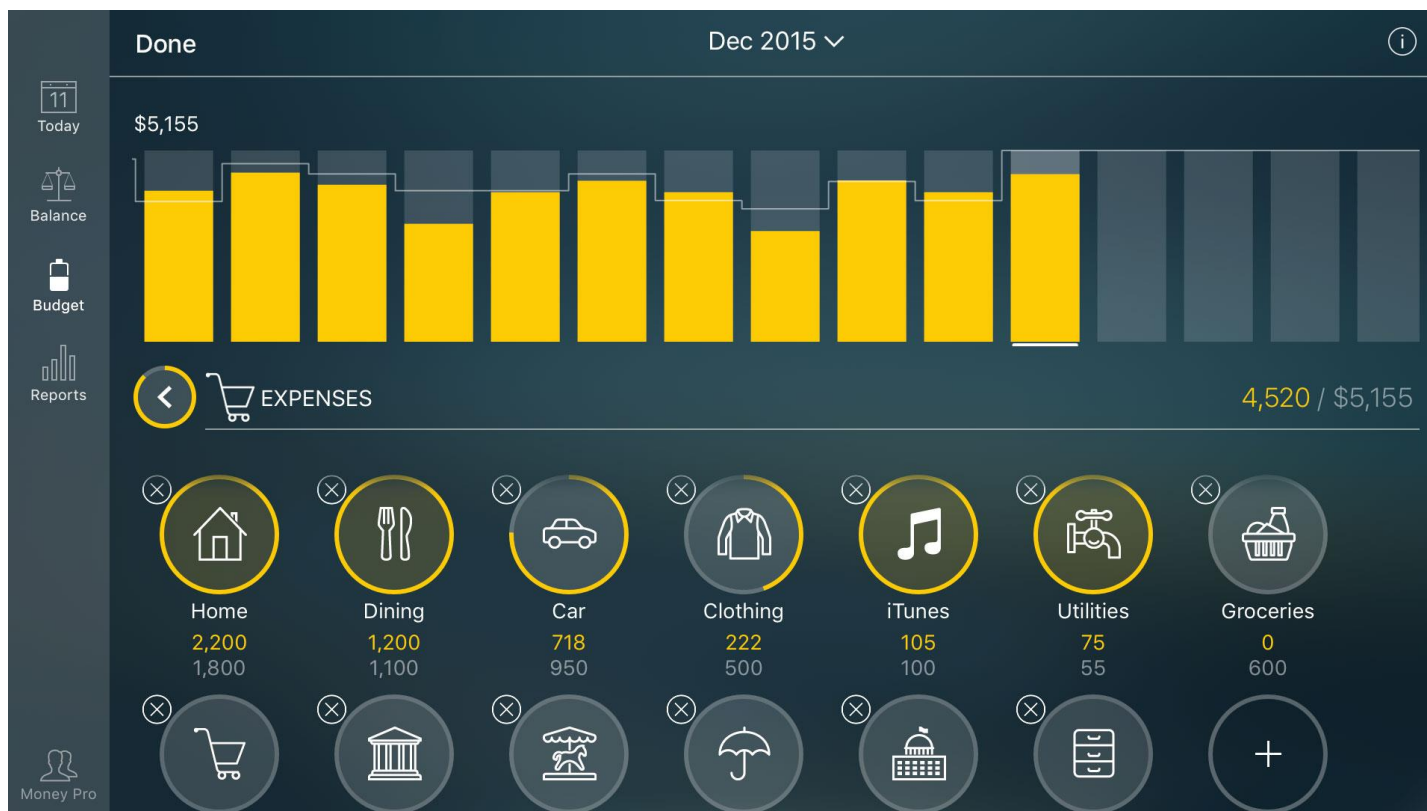 Done
Dec 2015
11
Today
Balance
Budget
Reports
Money Pro
$5,155
EXPENSES
4,520 / $5,155
Home
2,200
1,800
Dining
1,200
1,100
Car
718
950
Clothing
222
500
iTunes
105
100
Utilities
75
55
Groceries
0
600